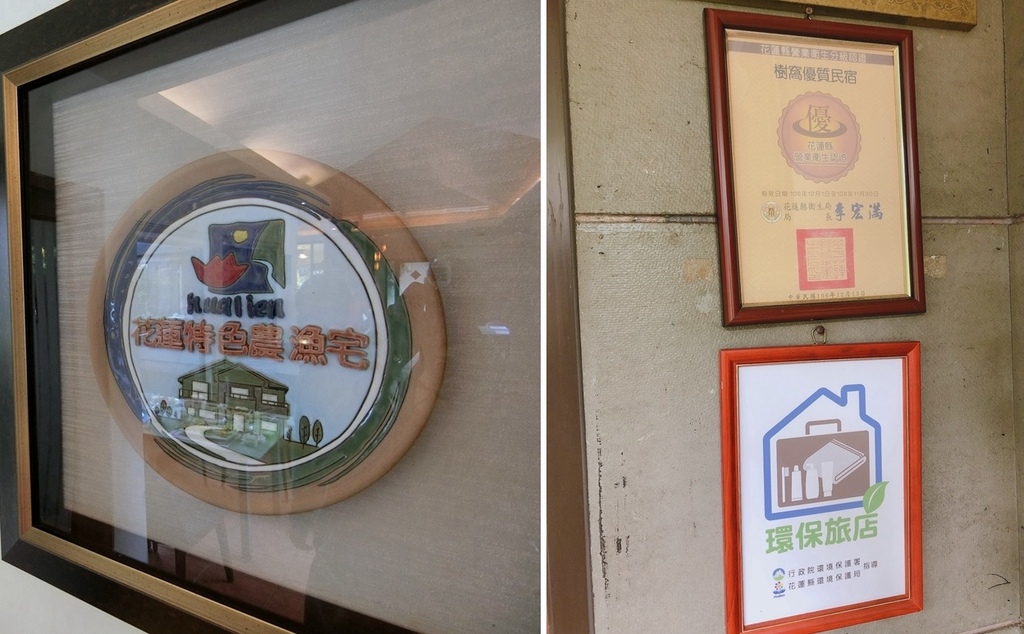 hualien
花蓮特色農漁宅
花蓮縣營業衛生分級認證
樹窩優質民宿
優
花蓮縣
營業衛生認證
花蓮縣衛生局
局長 李宏滿
環保旅店
行政院環境保護署
花蓮縣環境保護局
指導